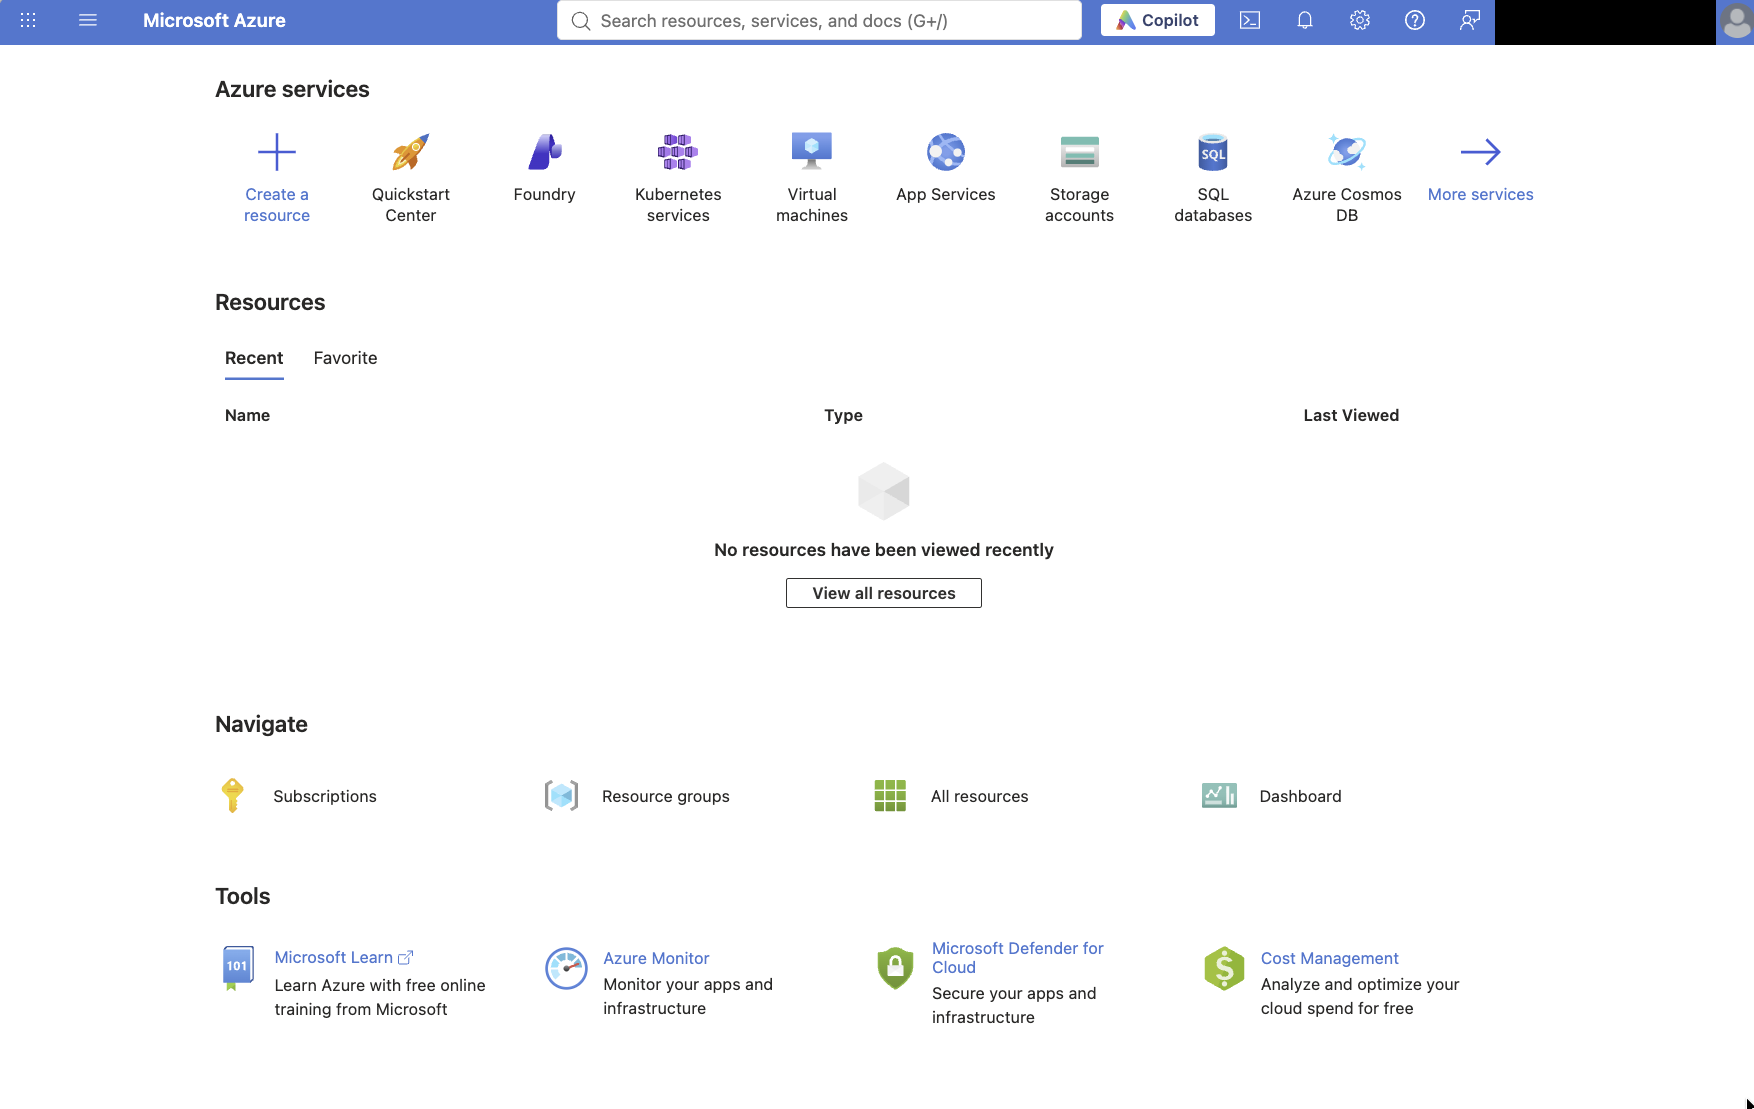 Microsoft Azure
Search resources, services, and docs (G+/)
Copilot
Azure services
Create a
resource
Quickstart
Center
Foundry
Kubernetes
services
Virtual
machines
App Services
Storage
accounts
SQL
SQL
databases
Azure Cosmos
DB
More services
Resources
Recent
Favorite
Name
Type
Last Viewed
No resources have been viewed recently
View all resources
Navigate
Subscriptions
Resource groups
All resources
Dashboard
Tools
101
Microsoft Learn
Learn Azure with free online
training from Microsoft
Azure Monitor
Monitor your apps and
infrastructure
Microsoft Defender for
Cloud
Secure your apps and
infrastructure
$
Cost Management
Analyze and optimize your
cloud spend for free